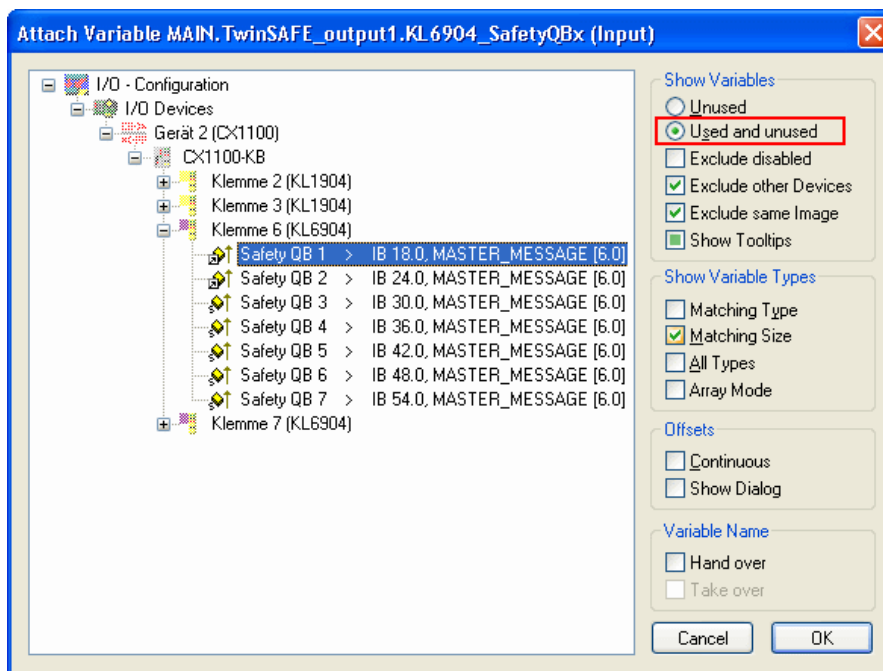 Attach Variable MAIN.TwinSAFE_output1.KL6904_SafetyQBx (Input)
I/O - Configuration
I/O Devices
Gerät 2 (CX1100)
CX1100-KB
Klemme 2 (KL1904)
Klemme 3 (KL1904)
Klemme 6 (KL6904)
Safety QB 1 > IB 18.0, MASTER_MESSAGE [6.0]
Safety QB 2 > IB 24.0, MASTER_MESSAGE [6.0]
Safety QB 3 > IB 30.0, MASTER_MESSAGE [6.0]
Safety QB 4 > IB 36.0, MASTER_MESSAGE [6.0]
Safety QB 5 > IB 42.0, MASTER_MESSAGE [6.0]
Safety QB 6 > IB 48.0, MASTER_MESSAGE [6.0]
Safety QB 7 > IB 54.0, MASTER_MESSAGE [6.0]
Klemme 7 (KL6904)
Show Variables
Unused
Used and unused
Exclude disabled
Exclude other Devices
Exclude same Image
Show Tooltips
Show Variable Types
Matching Type
Matching Size
All Types
Array Mode
Offsets
Continuous
Show Dialog
Variable Name
Hand over
Take over
Cancel
OK